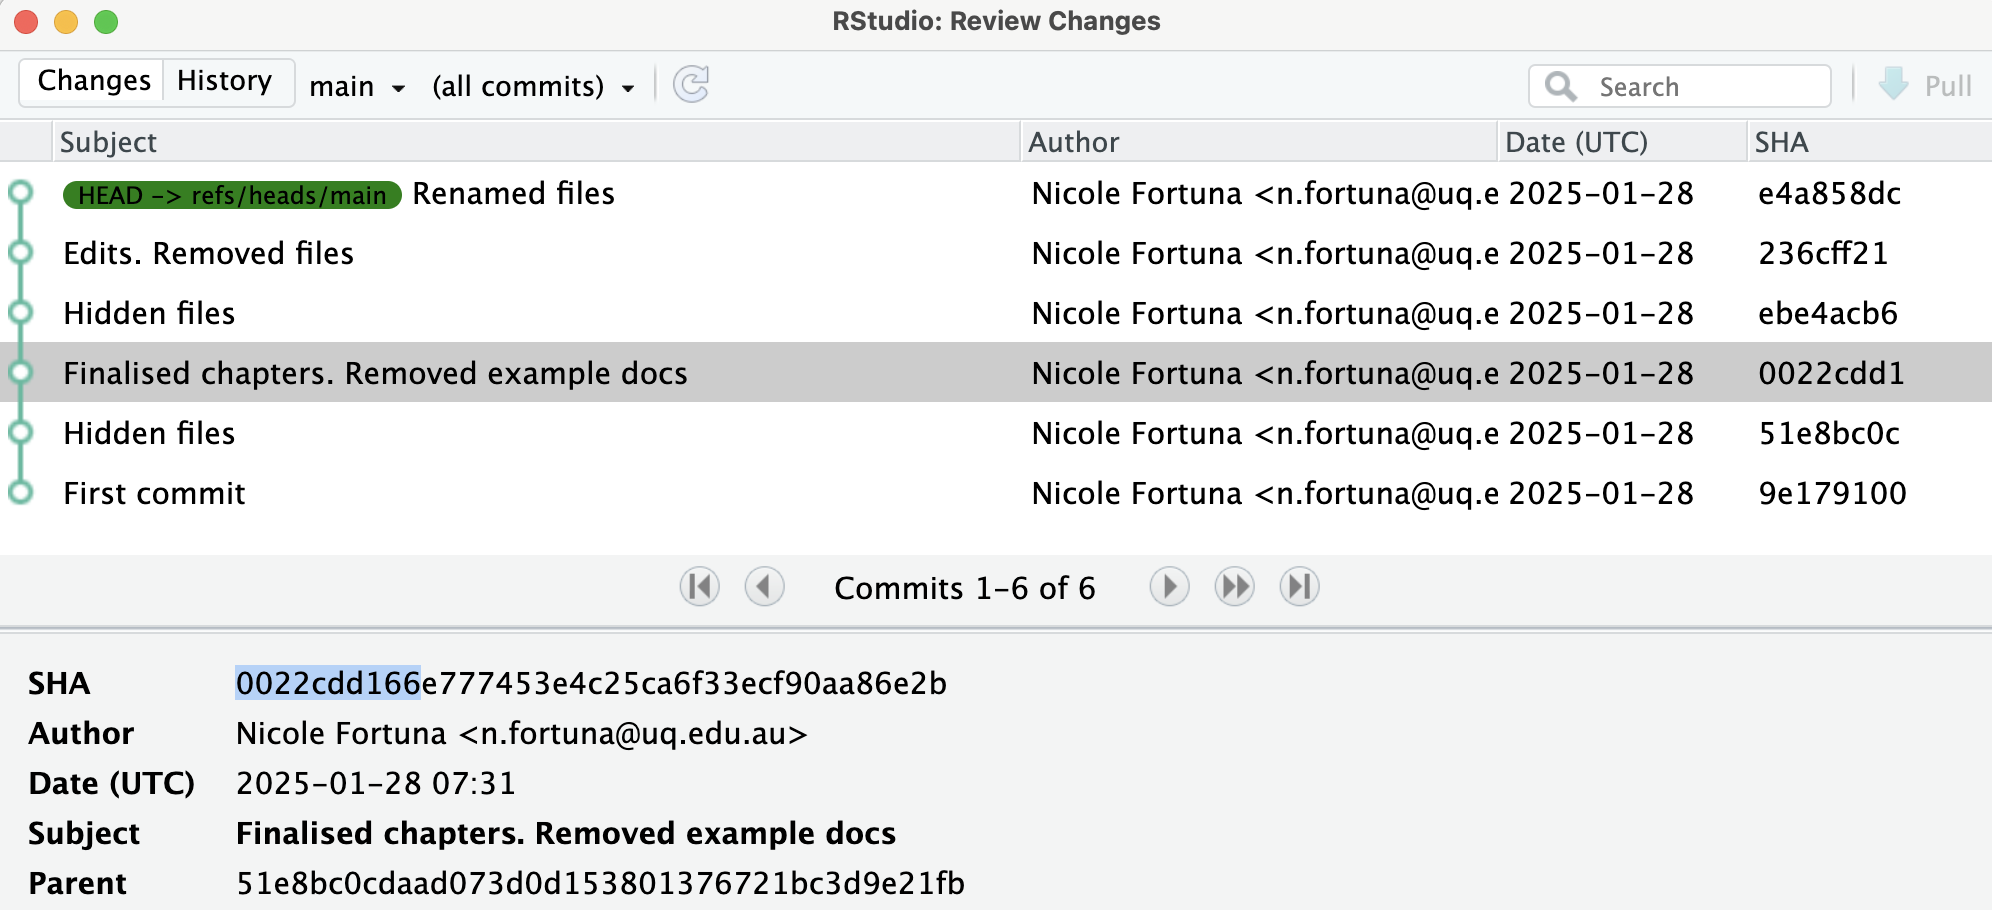 RStudio: Review Changes
Changes History main (all commits) Search Pull
Subject Author Date (UTC) SHA
HEAD -> refs/heads/main Renamed files Nicole Fortuna <n.fortuna@uq.e 2025-01-28 e4a858dc
Edits. Removed files Nicole Fortuna <n.fortuna@uq.e 2025-01-28 236cff21
Hidden files Nicole Fortuna <n.fortuna@uq.e 2025-01-28 ebe4acb6
Finalised chapters. Removed example docs Nicole Fortuna <n.fortuna@uq.e 2025-01-28 0022cdd1
Hidden files Nicole Fortuna <n.fortuna@uq.e 2025-01-28 51e8bc0c
First commit Nicole Fortuna <n.fortuna@uq.e 2025-01-28 9e179100
Commits 1-6 of 6
SHA 0022cdd166e777453e4c25ca6f33ecf90aa86e2b
Author Nicole Fortuna <n.fortuna@uq.edu.au>
Date (UTC) 2025-01-28 07:31
Subject Finalised chapters. Removed example docs
Parent 51e8bc0cdaad073d0d153801376721bc3d9e21fb